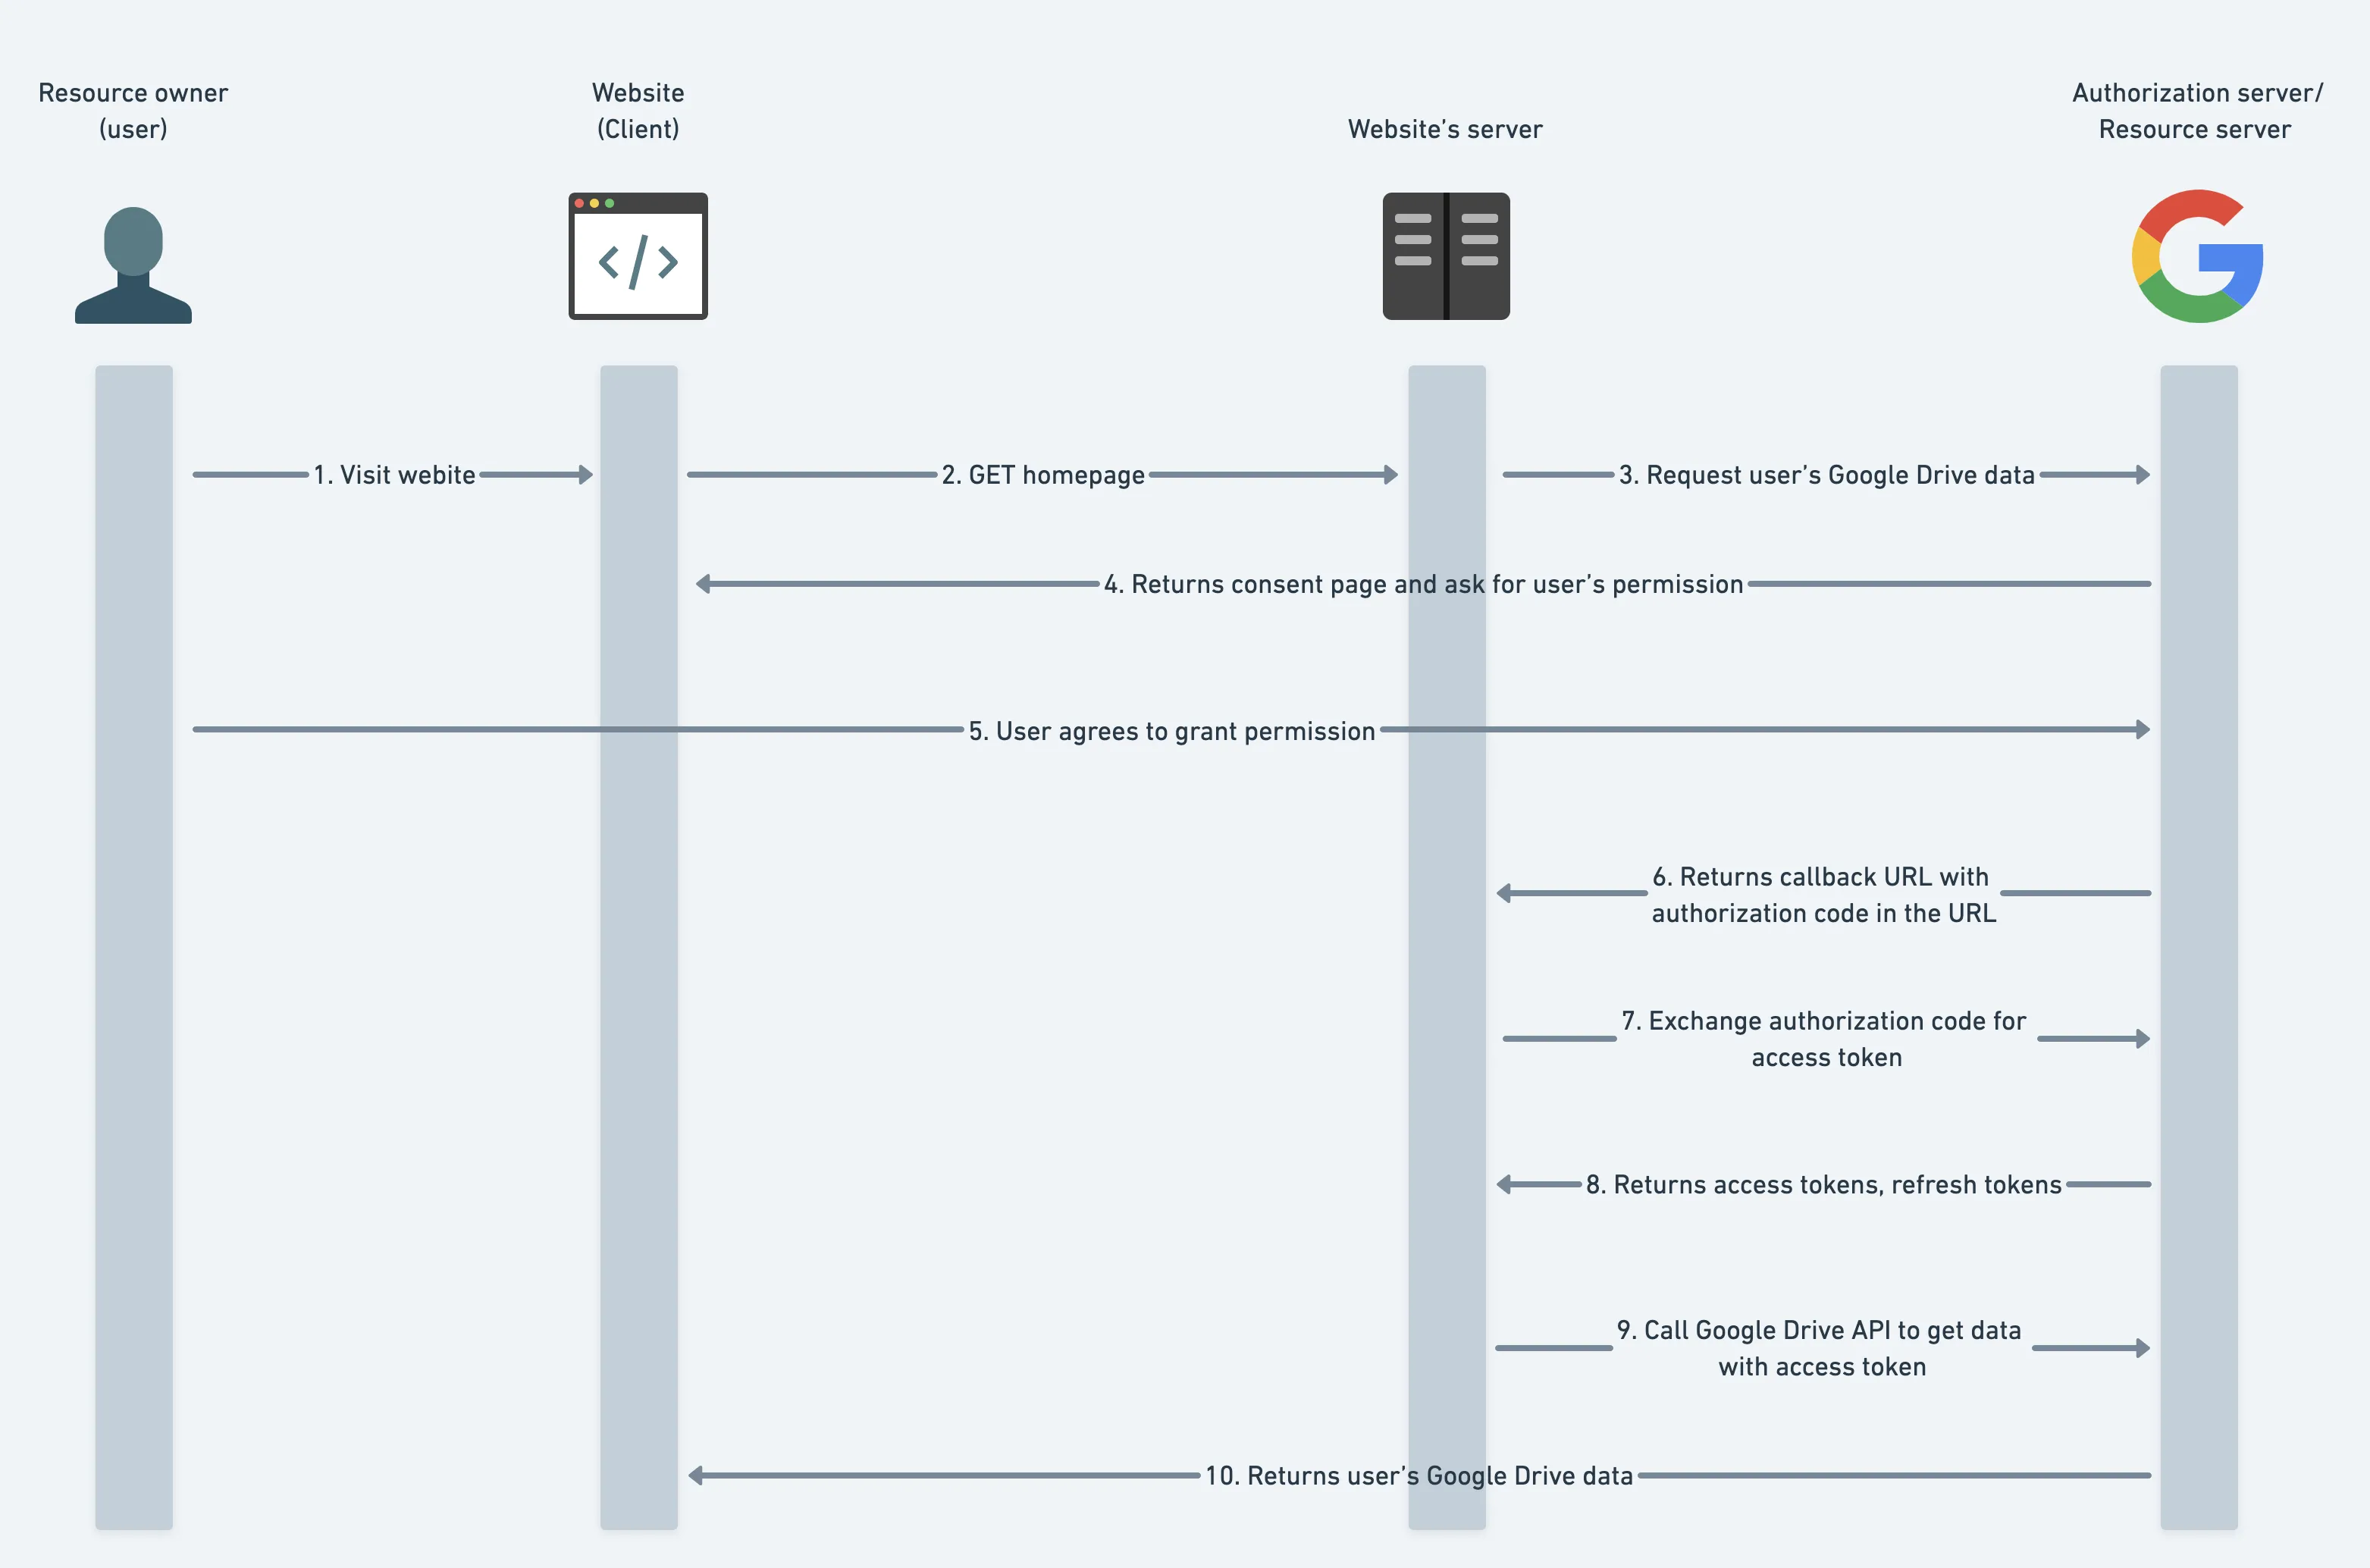 Resource owner
(user)
Website
(Client)
Website's server
Authorization server/
Resource server
1. Visit webite
2. GET homepage
3. Request user's Google Drive data
4. Returns consent page and ask for user's permission
5. User agrees to grant permission
6. Returns callback URL with
authorization code in the URL
7. Exchange authorization code for
access token
8. Returns access tokens, refresh tokens
9. Call Google Drive API to get data
with access token
10. Returns user's Google Drive data